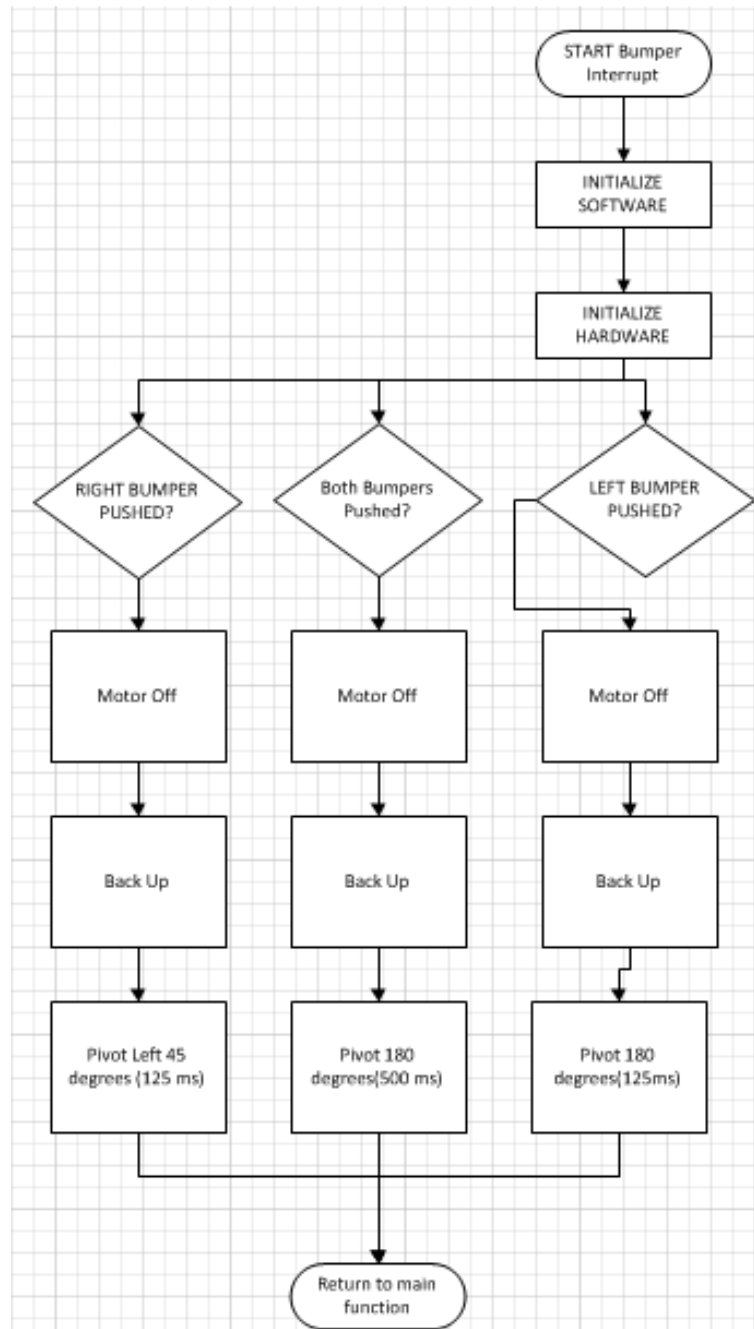 START Bumper
Interrupt
INITIALIZE
SOFTWARE
INITIALIZE
HARDWARE
RIGHT BUMPER
PUSHED?
Both Bumpers
Pushed?
LEFT BUMPER
PUSHED?
Motor Off
Motor Off
Motor Off
Back Up
Back Up
Back Up
Pivot Left 45
degrees (125 ms)
Pivot 180
degrees(500 ms)
Pivot 180
degrees(125ms)
Return to main
function